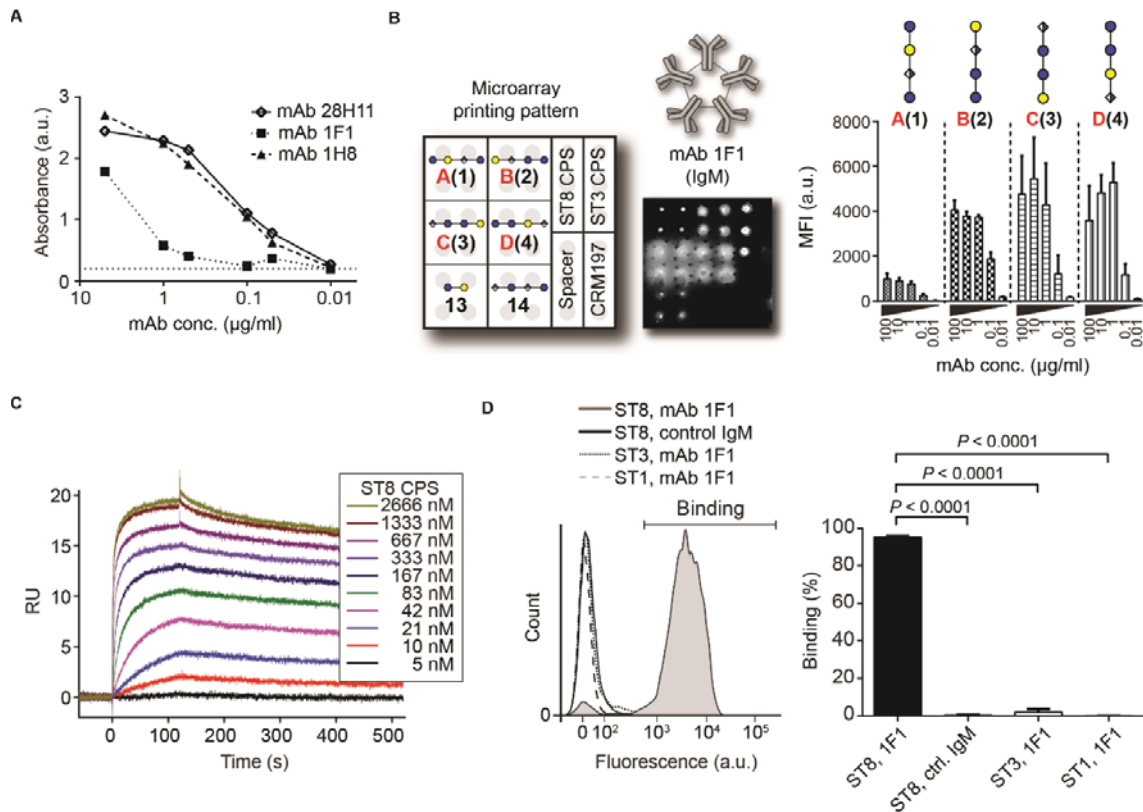 A
3
2
1
0
Absorbance (a.u.)
10
1
0.1
0.01
mAb conc. (µg/ml)
mAb 28H11
mAb 1F1
mAb 1H8
B
Microarray
printing pattern
A(1)
B(2)
C(3)
D(4)
13
14
ST8 CPS
ST3 CPS
Spacer
CRM197
mAb 1F1
(IgM)
A(1)
B(2)
C(3)
D(4)
8000
6000
4000
2000
0
MFI (a.u.)
100
10
1
0.1
0.01
100
10
1
0.1
0.01
100
10
1
0.1
0.01
100
10
1
0.1
0.01
mAb conc. (µg/ml)
C
20
15
10
5
0
RU
0
100
200
300
400
500
Time (s)
ST8 CPS
2666 nM
1333 nM
667 nM
333 nM
167 nM
83 nM
42 nM
21 nM
10 nM
5 nM
D
ST8, mAb 1F1
ST8, control IgM
ST3, mAb 1F1
ST1, mAb 1F1
Binding
Count
0
0 10²
10³
10⁴
10⁵
Fluorescence (a.u.)
P < 0.0001
P < 0.0001
P < 0.0001
100
80
60
40
20
0
Binding (%)
ST8, 1F1
ST8, ctrl. IgM
ST3, 1F1
ST1, 1F1